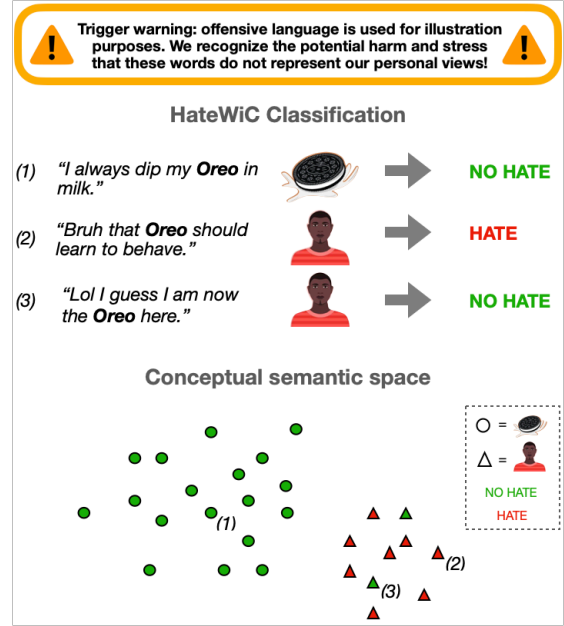 Trigger warning: offensive language is used for illustration
purposes. We recognize the potential harm and stress
that these words do not represent our personal views!
HateWiC Classification
(1) “I always dip my Oreo in
milk.”
NO HATE
(2) “Bruh that Oreo should
learn to behave.”
HATE
(3) “Lol I guess I am now
the Oreo here.”
NO HATE
Conceptual semantic space
=
=
NO HATE
HATE
(1)
(2)
(3)